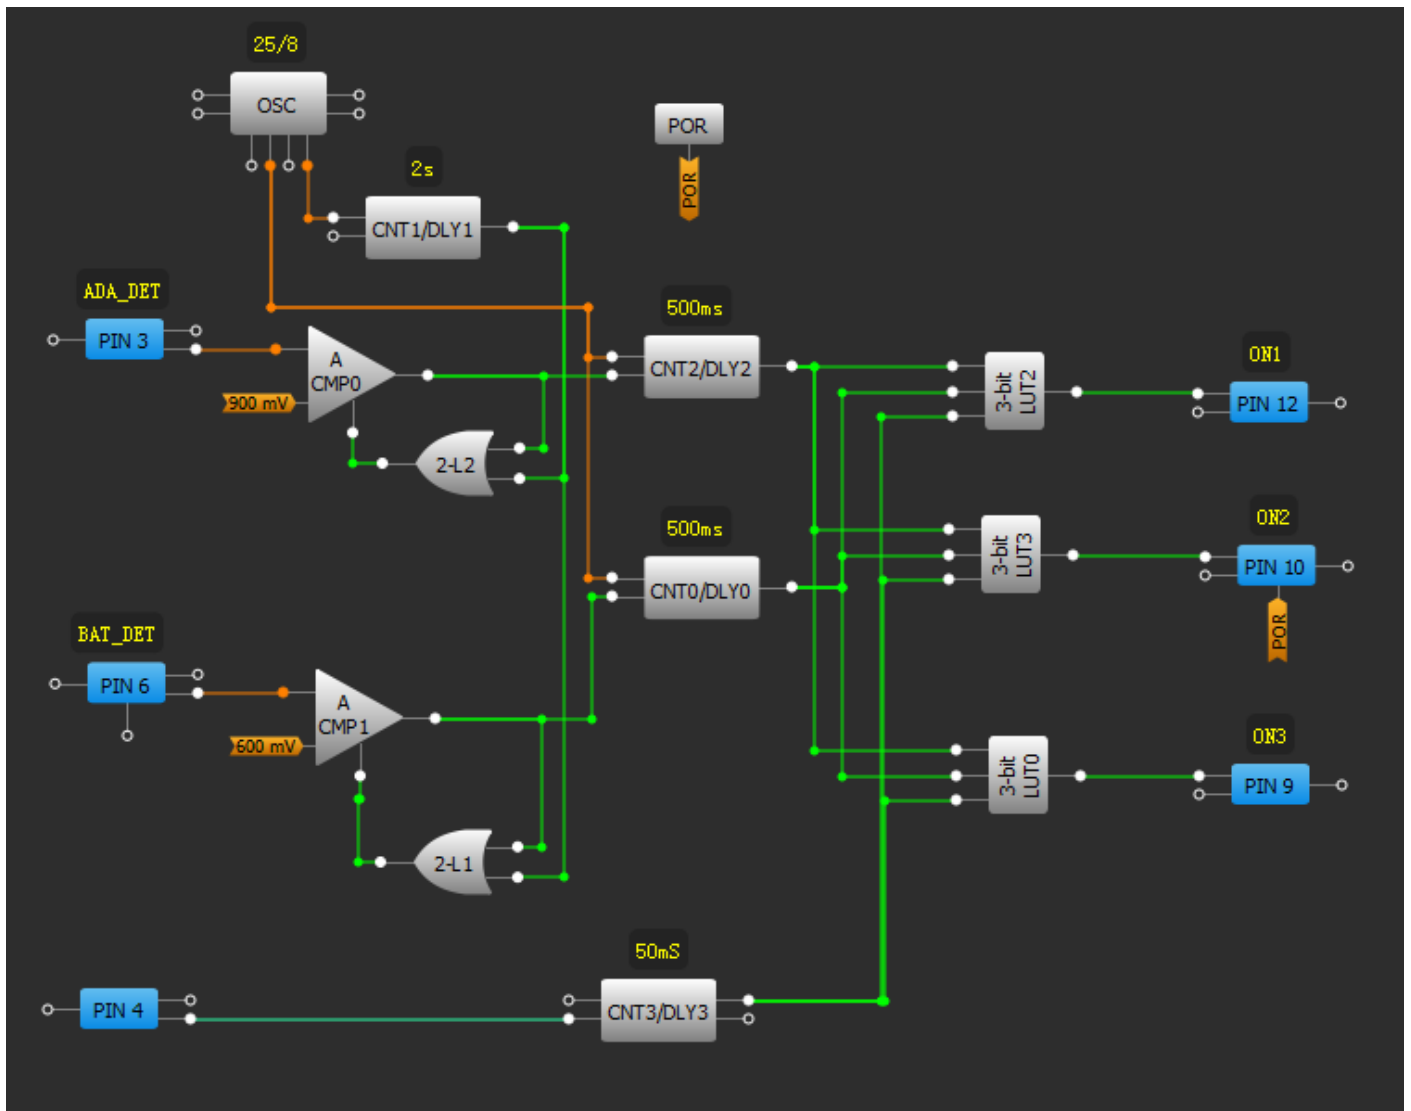 25/8
OSC
POR
POR
2s
CNT1/DLY1
ADA_DET
PIN 3
A
CMP0
900 mV
500ms
CNT2/DLY2
3-bit
LUT2
ON1
PIN 12
2-L2
500ms
CNT0/DLY0
3-bit
LUT3
ON2
PIN 10
POR
BAT_DET
PIN 6
A
CMP1
600 mV
3-bit
LUT0
ON3
PIN 9
2-L1
50mS
CNT3/DLY3
PIN 4